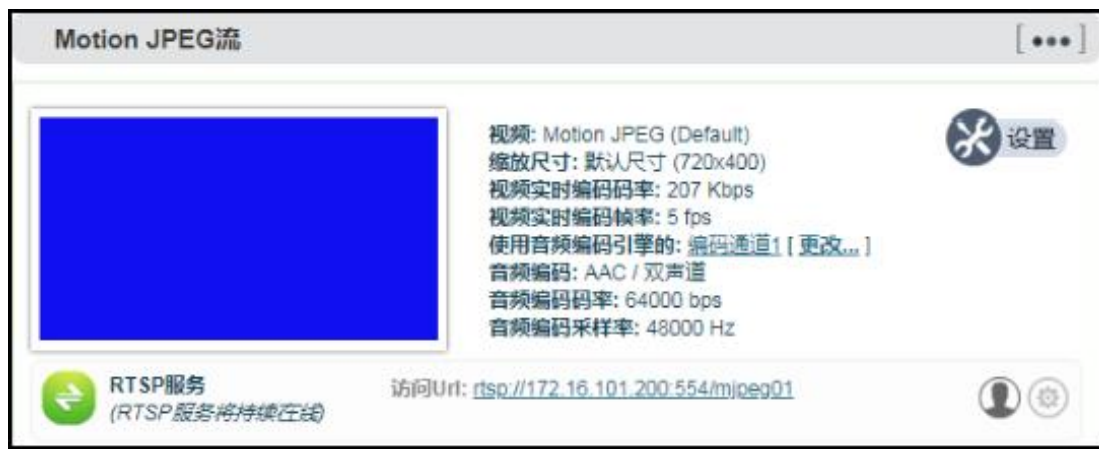 Motion JPEG流
[•••]
视频: Motion JPEG (Default)
设置
缩放尺寸: 默认尺寸 (720x400)
视频实时编码码率: 207 Kbps
视频实时编码帧率: 5 fps
使用音频编码引擎的: 编码通道1 [ 更改... ]
音频编码: AAC / 双声道
音频编码码率: 64000 bps
音频编码采样率: 48000 Hz
RTSP服务
(RTSP服务将持续在线)
访问Url: rtsp://172.16.101.200:554/mjpeg01